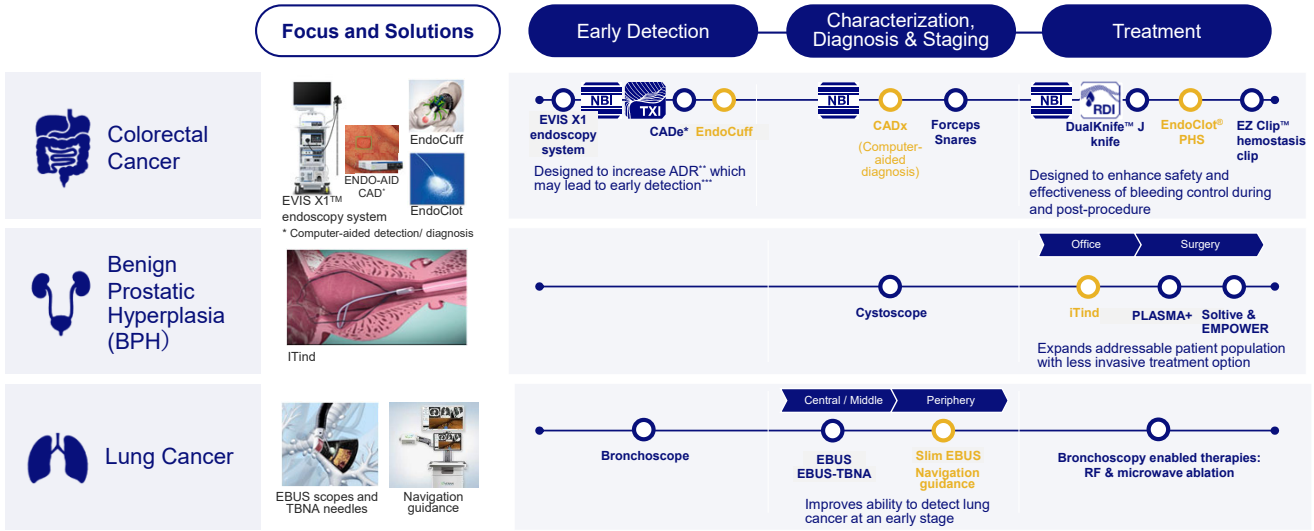 Focus and Solutions
Early Detection
Characterization,
Diagnosis & Staging
Treatment
Colorectal
Cancer
EndoCuff
ENDO-AID
CAD*
EndoClot
EVIS X1™
endoscopy system
* Computer-aided detection/ diagnosis
NBI
TXI
EVIS X1
endoscopy
system
CADe*
EndoCuff
Designed to increase ADR** which
may lead to early detection***
NBI
CADx
(Computer-
aided
diagnosis)
Forceps
Snares
NBI
RDI
DualKnife™ J
knife
EndoClot®
PHS
EZ Clip™
hemostasis
clip
Designed to enhance safety and
effectiveness of bleeding control during
and post-procedure
Benign
Prostatic
Hyperplasia
(BPH）
ITind
Cystoscope
Office
Surgery
iTind
PLASMA+
Soltive &
EMPOWER
Expands addressable patient population
with less invasive treatment option
Lung Cancer
EBUS scopes and
TBNA needles
Navigation
guidance
Bronchoscope
Central / Middle
Periphery
EBUS
EBUS-TBNA
Slim EBUS
Navigation
guidance
Improves ability to detect lung
cancer at an early stage
Bronchoscopy enabled therapies:
RF & microwave ablation